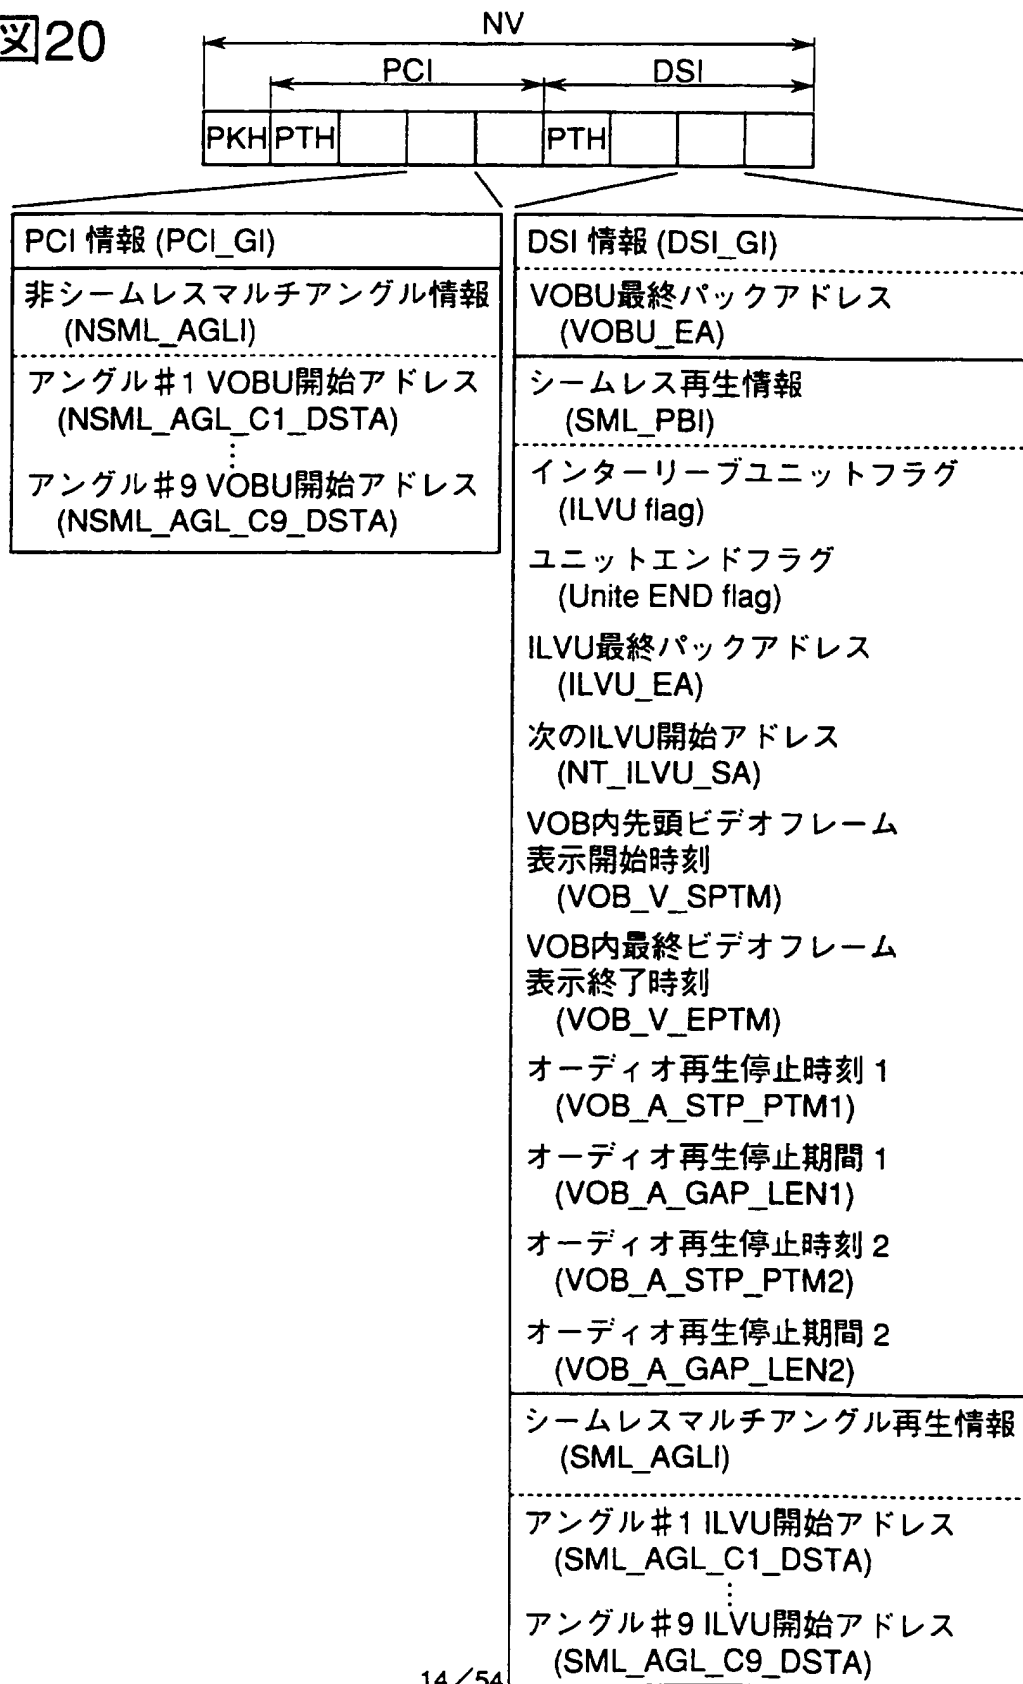 図20
NV
PCI
DSI
PKH PTH PTH
PCI 情報 (PCI_GI)
非シームレスマルチアングル情報
(NSML_AGLI)
アングル#1 VOBU開始アドレス
(NSML_AGL_C1_DSTA)
⋮
アングル#9 VOBU開始アドレス
(NSML_AGL_C9_DSTA)
DSI 情報 (DSI_GI)
VOBU最終パックアドレス
(VOBU_EA)
シームレス再生情報
(SML_PBI)
インターリーブユニットフラグ
(ILVU flag)
ユニットエンドフラグ
(Unite END flag)
ILVU最終パックアドレス
(ILVU_EA)
次のILVU開始アドレス
(NT_ILVU_SA)
VOB内先頭ビデオフレーム
表示開始時刻
(VOB_V_SPTM)
VOB内最終ビデオフレーム
表示終了時刻
(VOB_V_EPTM)
オーディオ再生停止時刻 1
(VOB_A_STP_PTM1)
オーディオ再生停止期間 1
(VOB_A_GAP_LEN1)
オーディオ再生停止時刻 2
(VOB_A_STP_PTM2)
オーディオ再生停止期間 2
(VOB_A_GAP_LEN2)
シームレスマルチアングル再生情報
(SML_AGLI)
アングル#1 ILVU開始アドレス
(SML_AGL_C1_DSTA)
⋮
アングル#9 ILVU開始アドレス
(SML_AGL_C9_DSTA)
14/54